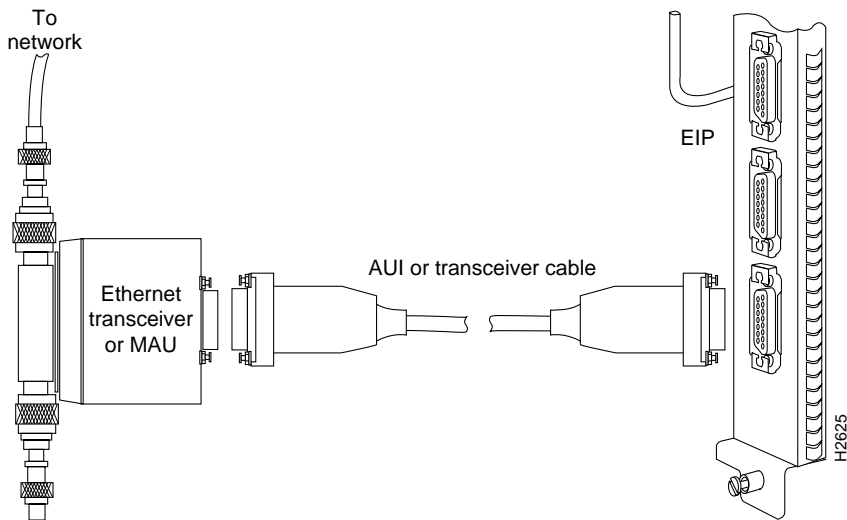 To
network
EIP
AUI or transceiver cable
Ethernet
transceiver
or MAU
H2625